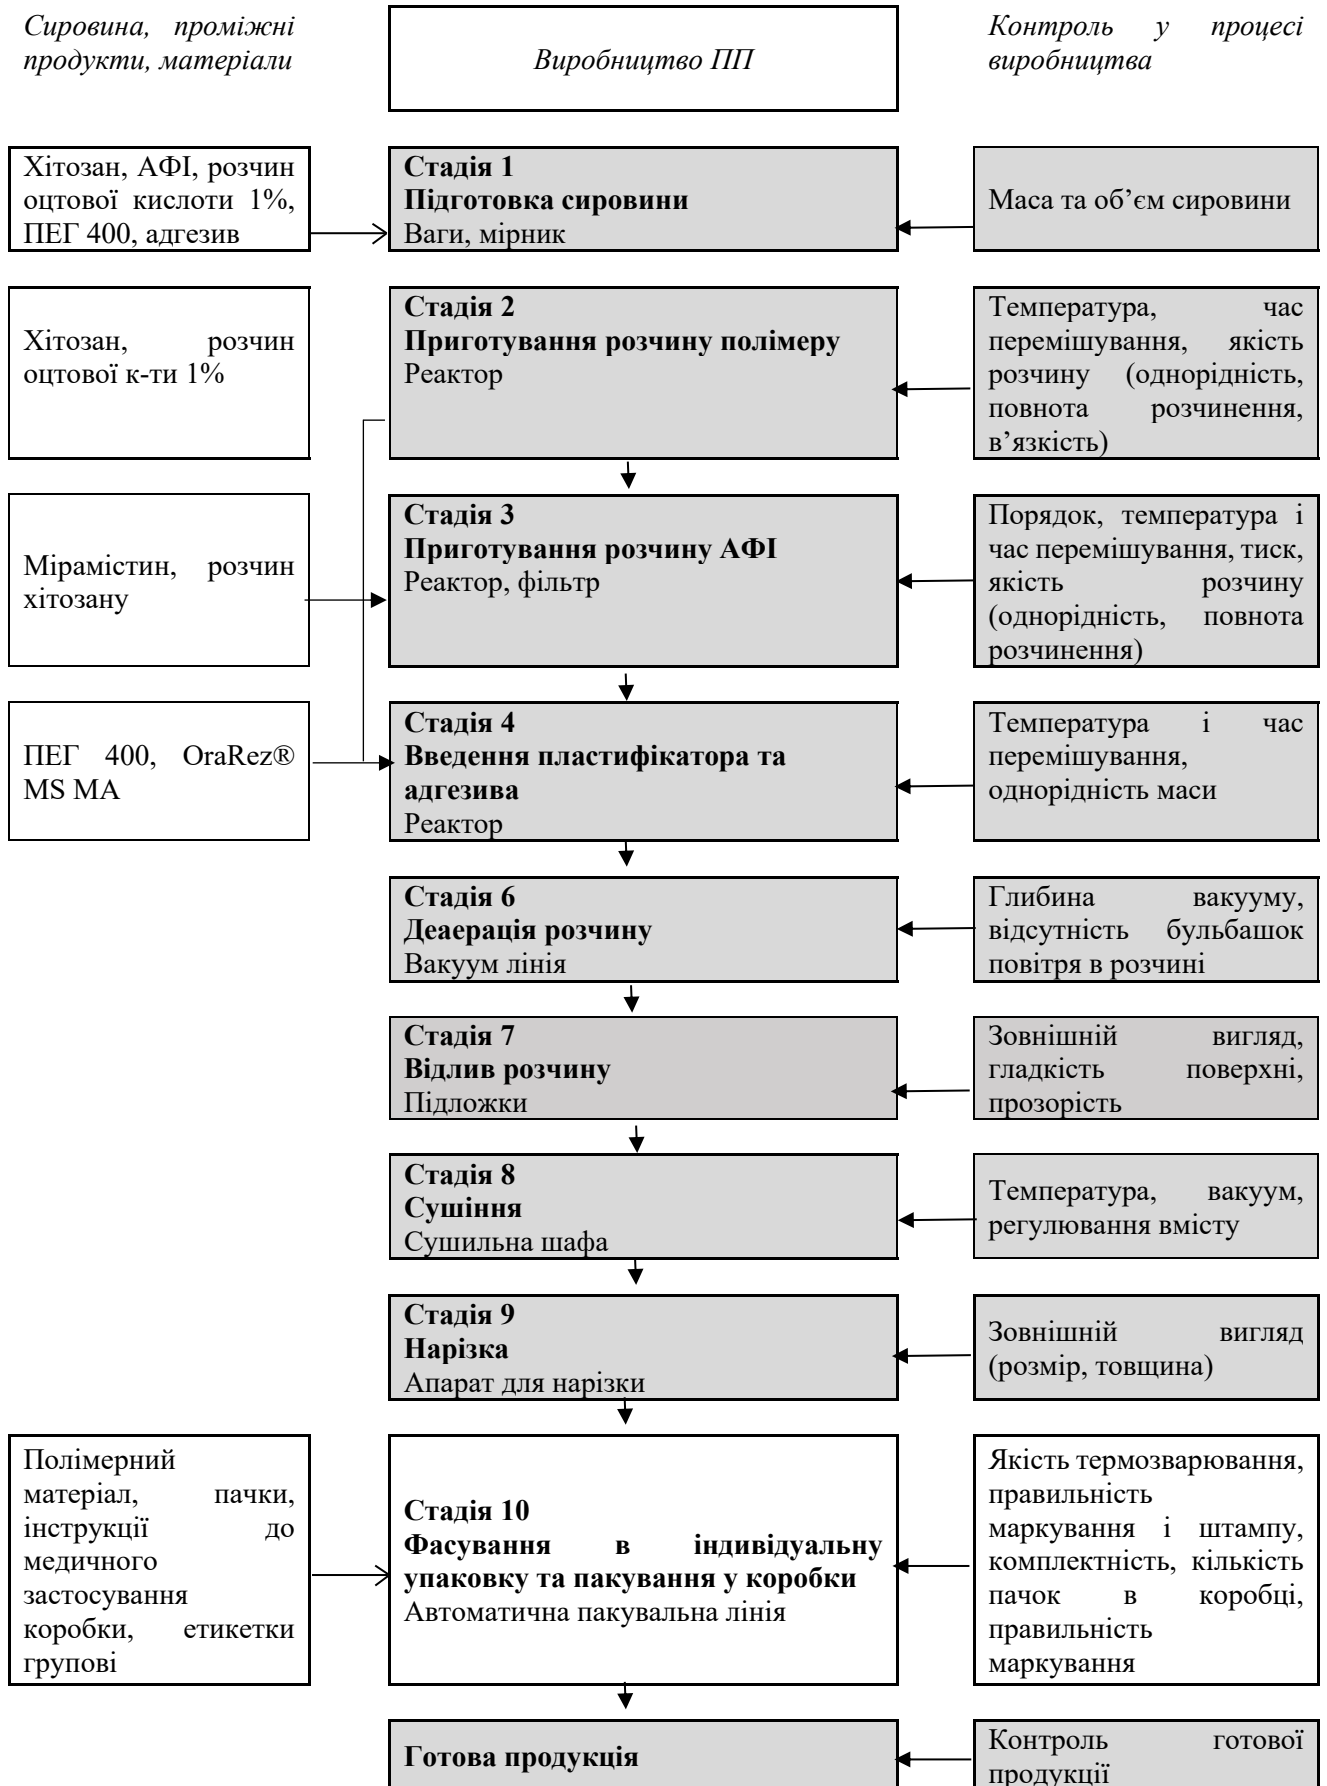 Сировина, проміжні
продукти, матеріали
Виробництво ПП
Контроль у процесі
виробництва
Хітозан, АФІ, розчин
оцтової кислоти 1%,
ПЕГ 400, адгезив
Стадія 1
Підготовка сировини
Ваги, мірник
Маса та об’єм сировини
Хітозан, розчин
оцтової к-ти 1%
Стадія 2
Приготування розчину полімеру
Реактор
Температура, час
перемішування, якість
розчину (однорідність,
повнота розчинення,
в’язкість)
Мірамістин, розчин
хітозану
Стадія 3
Приготування розчину АФІ
Реактор, фільтр
Порядок, температура і
час перемішування, тиск,
якість розчину
(однорідність, повнота
розчинення)
ПЕГ 400, OraRez®
MS MA
Стадія 4
Введення пластифікатора та
адгезива
Реактор
Температура і час
перемішування,
однорідність маси
Стадія 6
Деаерація розчину
Вакуум лінія
Глибина вакууму,
відсутність бульбашок
повітря в розчині
Стадія 7
Відлив розчину
Підложки
Зовнішній вигляд,
гладкість поверхні,
прозорість
Стадія 8
Сушіння
Сушильна шафа
Температура, вакуум,
регулювання вмісту
Стадія 9
Нарізка
Апарат для нарізки
Зовнішній вигляд
(розмір, товщина)
Полімерний
матеріал, пачки,
інструкції до
медичного
застосування
коробки, етикетки
групові
Стадія 10
Фасування в індивідуальну
упаковку та пакування у коробки
Автоматична пакувальна лінія
Якість термозварювання,
правильність
маркування і штампу,
комплектність, кількість
пачок в коробці,
правильність
маркування
Готова продукція
Контроль готової
продукції